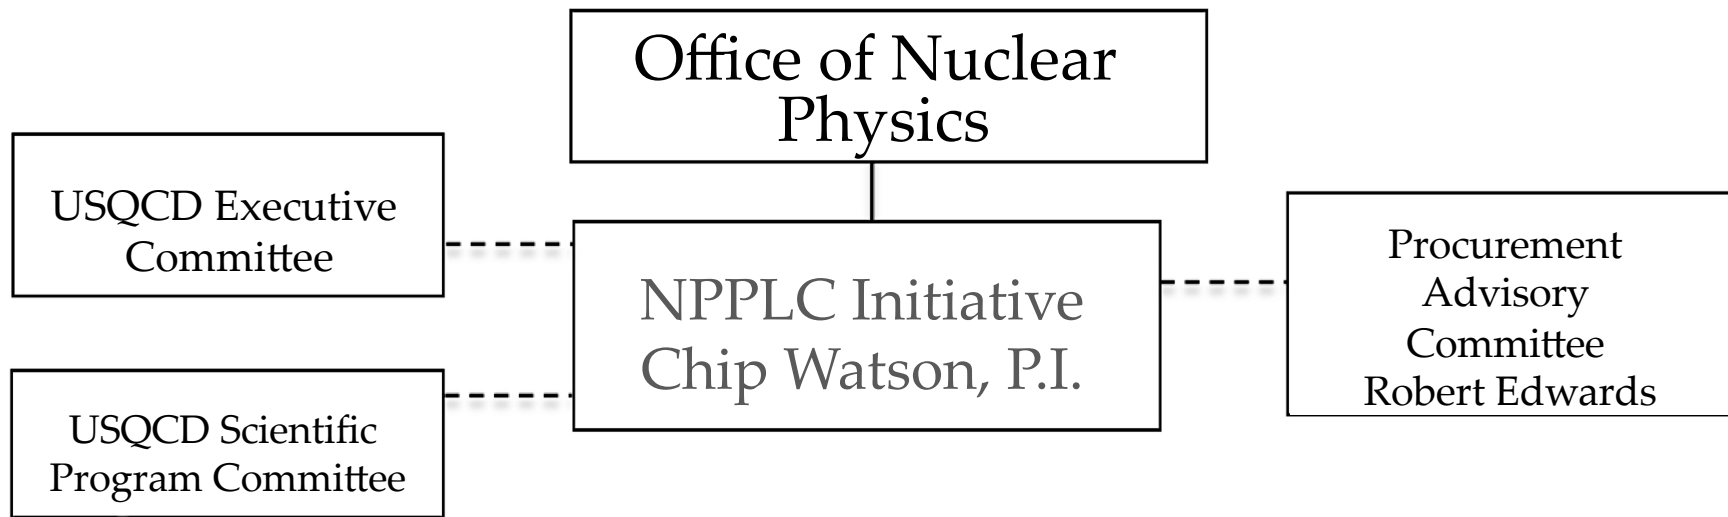 Office of Nuclear
Physics
USQCD Executive
Committee
NPPLC Initiative
Chip Watson, P.I.
Procurement
Advisory
Committee
Robert Edwards
USQCD Scientific
Program Committee